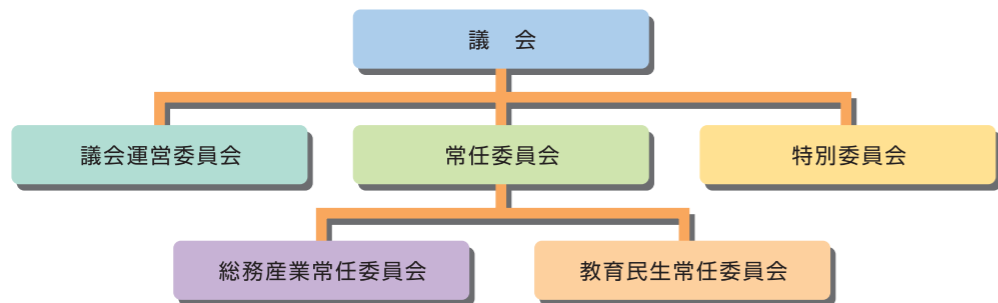 議　会
議会運営委員会
常任委員会
特別委員会
総務産業常任委員会
教育民生常任委員会